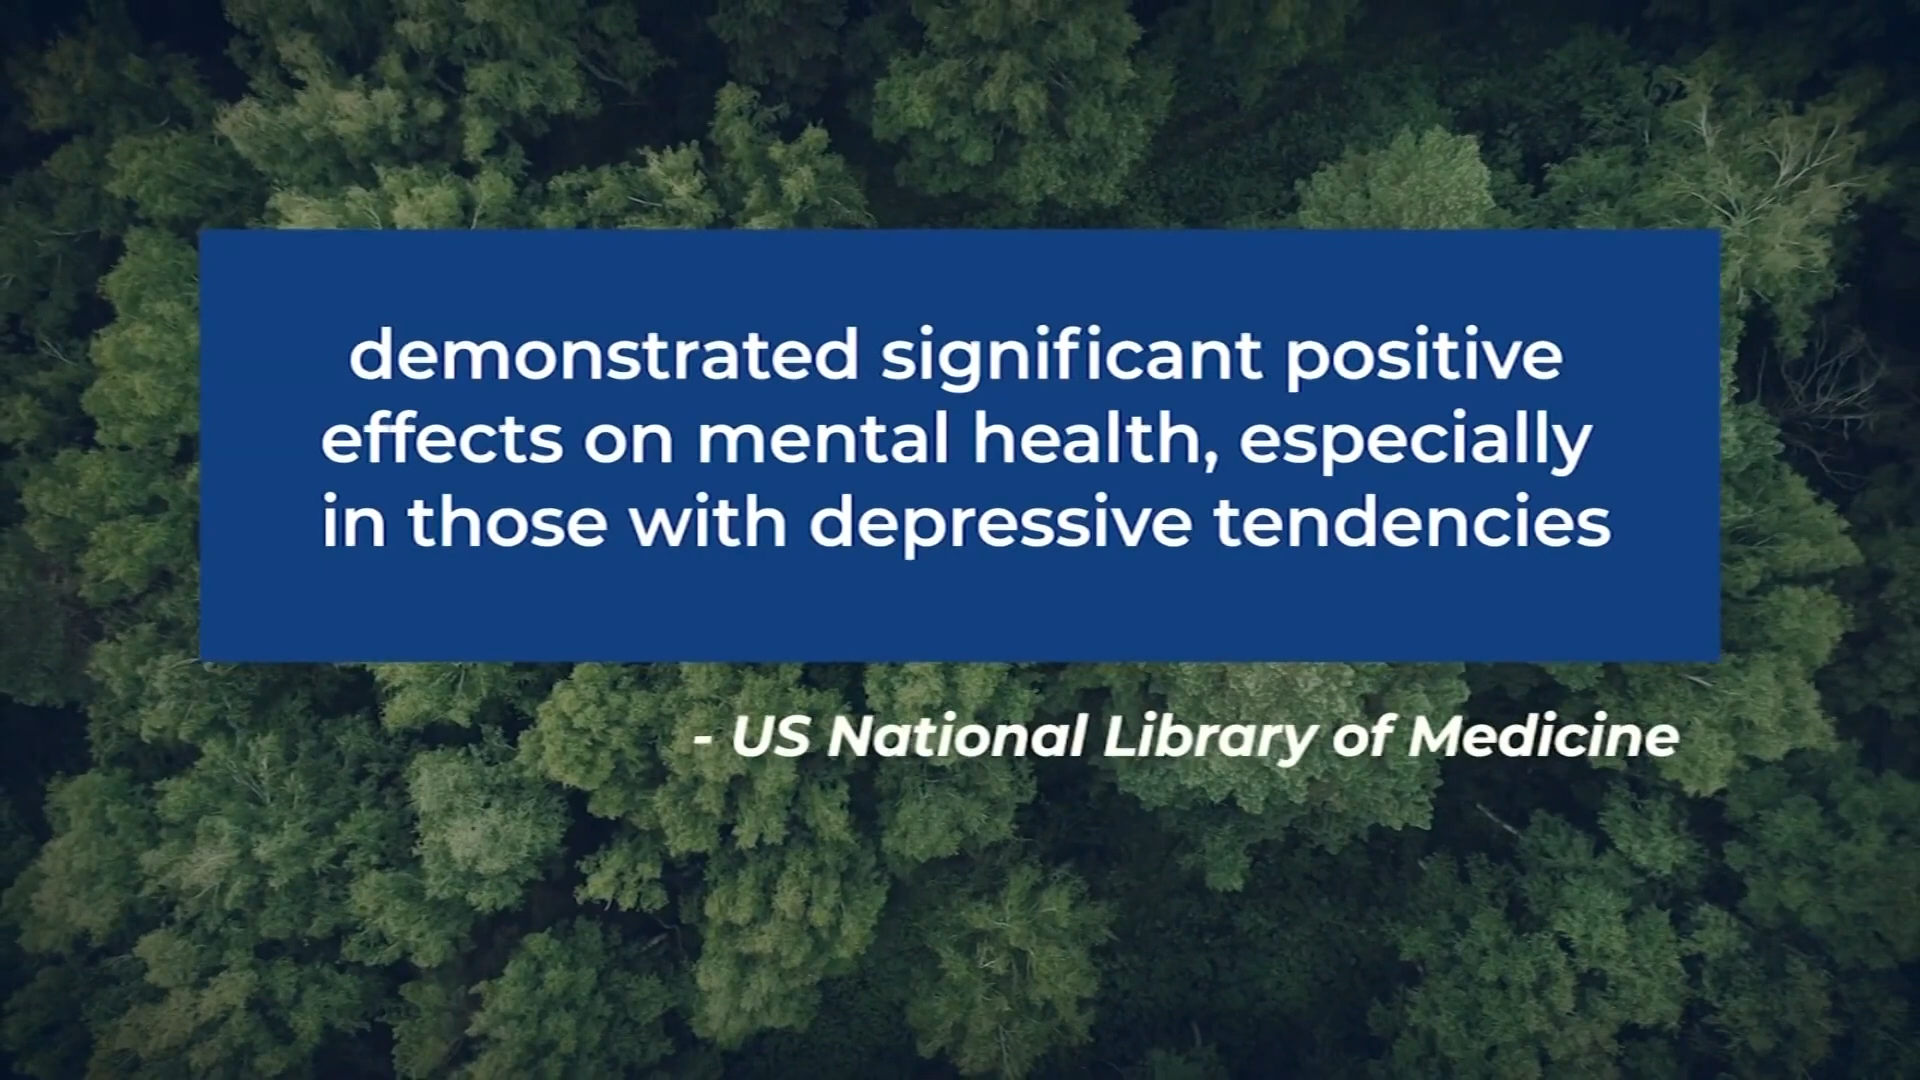 demonstrated significant positive
effects on mental health, especially
in those with depressive tendencies
- US National Library of Medicine